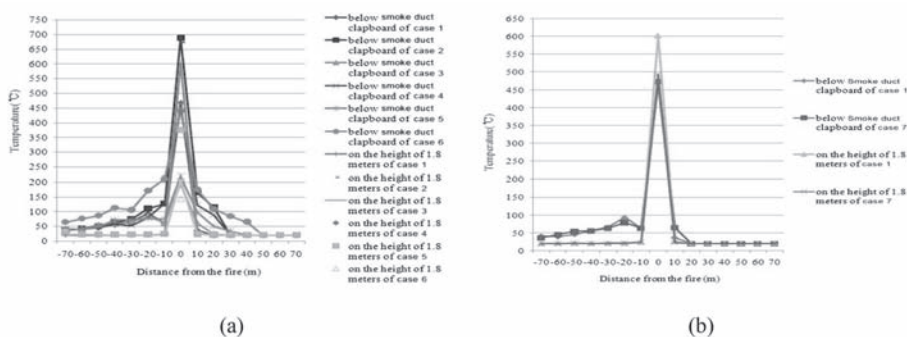 750
700
650
600
550
500
450
400
350
300
250
200
150
100
50
0
Temperature(℃)
-70 -60 -50 -40 -30 -20 -10 0 10 20 30 40 50 60 70
Distance from the fire (m)
below smoke duct
clapboard of case 1
below smoke duct
clapboard of case 2
below smoke duct
clapboard of case 3
below smoke duct
clapboard of case 4
below smoke duct
clapboard of case 5
below smoke duct
clapboard of case 6
on the height of 1.8
meters of case 1
on the height of 1.8
meters of case 2
on the height of 1.8
meters of case 3
on the height of 1.8
meters of case 4
on the height of 1.8
meters of case 5
on the height of 1.8
meters of case 6
(a)
650
600
550
500
450
400
350
300
250
200
150
100
50
0
Temperature(℃)
-70 -60 -50 -40 -30 -20 -10 0 10 20 30 40 50 60 70
Distance from the fire (m)
below Smoke duct
clapboard of case 1
below Smoke duct
clapboard of case 7
on the height of 1.8
meters of case 1
on the height of 1.8
meters of case 7
(b)